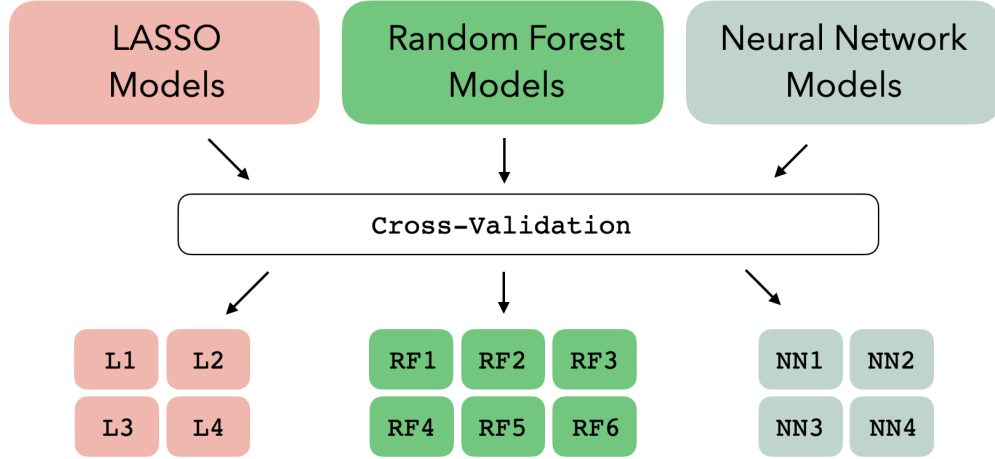 LASSO
Models
Random Forest
Models
Neural Network
Models
Cross-Validation
L1
L2
L3
L4
RF1
RF2
RF3
RF4
RF5
RF6
NN1
NN2
NN3
NN4